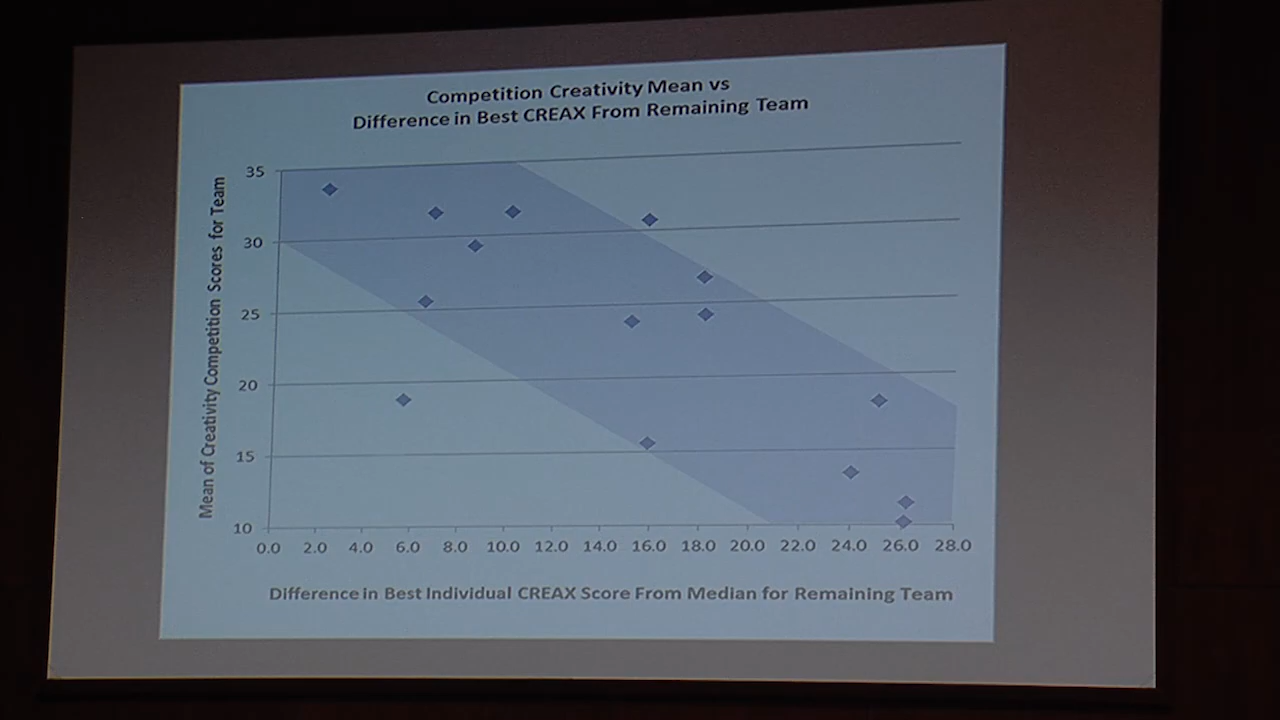 Competition Creativity Mean vs
Difference in Best CREAX From Remaining Team
Mean of Creativity Competition Scores for Team
35
30
25
20
15
10
0.0 2.0 4.0 6.0 8.0 10.0 12.0 14.0 16.0 18.0 20.0 22.0 24.0 26.0 28.0
Difference in Best Individual CREAX Score From Median for Remaining Team